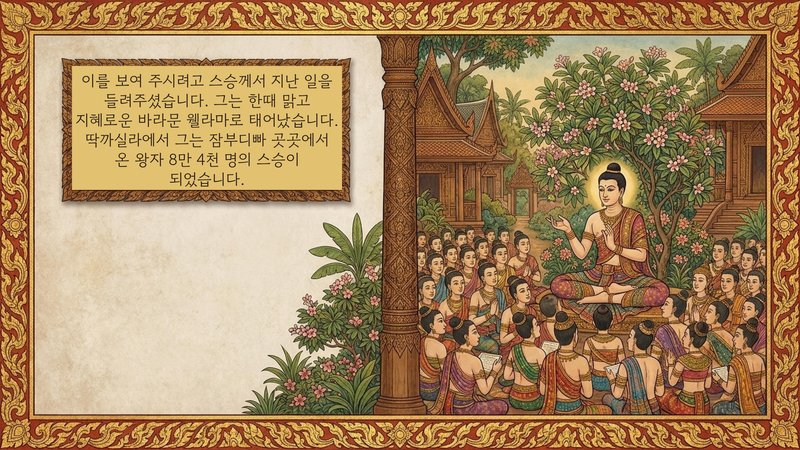 이를 보여 주시려고 스승께서 지난 일을
들려주셨습니다. 그는 한때 맑고
지혜로운 바라문 웰라마로 태어났습니다.
딱까실라에서 그는 잠부디빠 곳곳에서
온 왕자 8만 4천 명의 스승이
되었습니다.